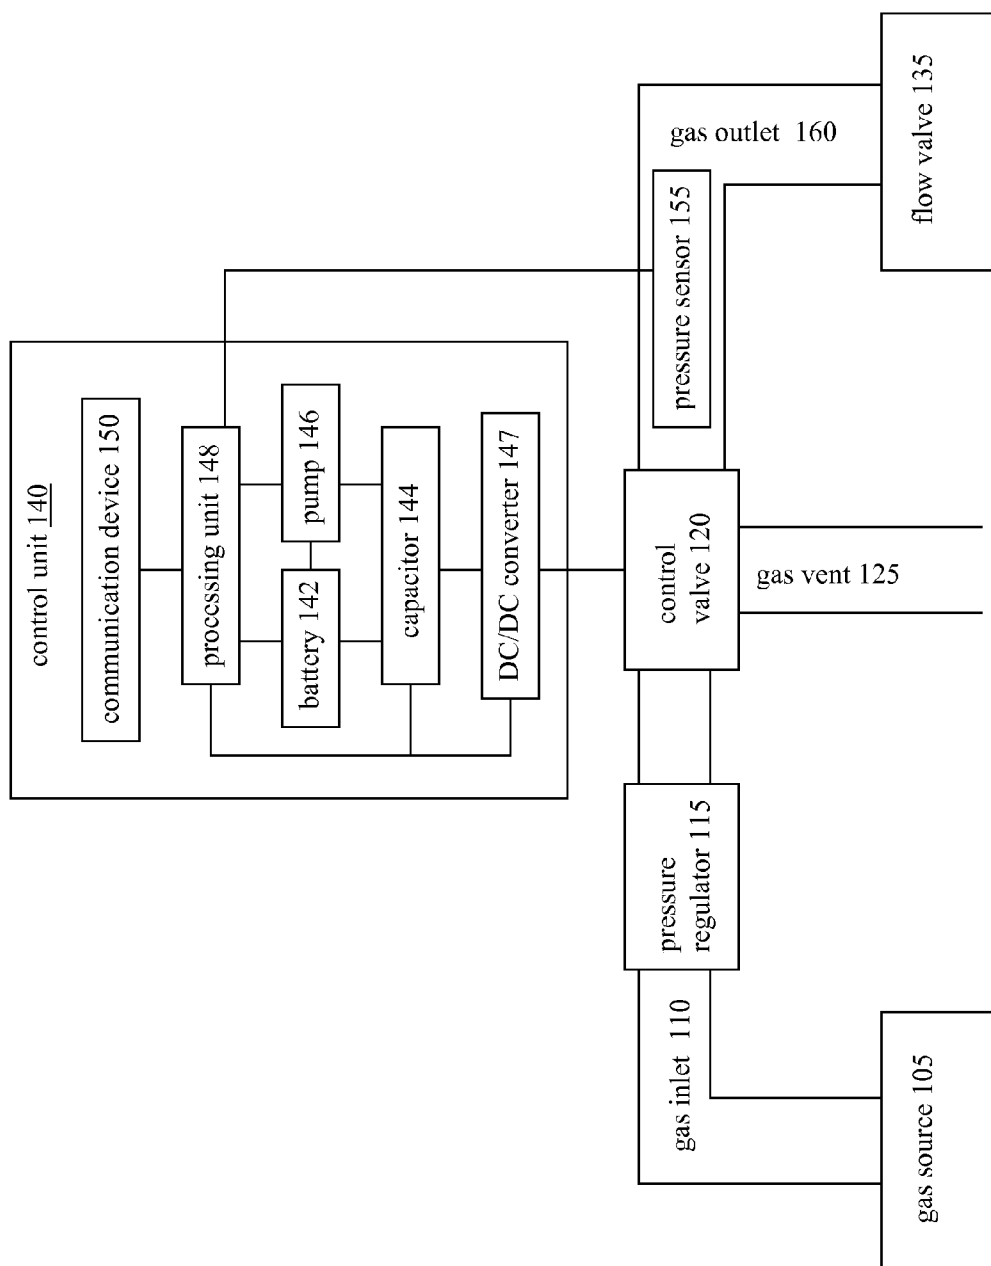 control unit 140
communication device 150
processing unit 148
battery 142
pump 146
capacitor 144
DC/DC converter 147
gas outlet 160
pressure sensor 155
flow valve 135
control
valve 120
gas vent 125
pressure
regulator 115
gas inlet 110
gas source 105